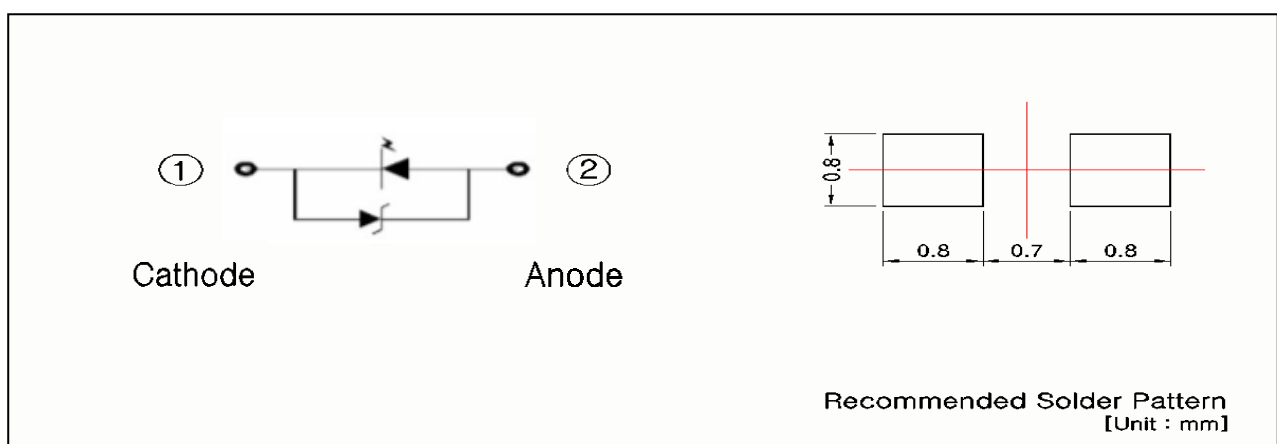 ① ②
Cathode Anode
0.8
0.8 0.7 0.8
Recommended Solder Pattern
[Unit : mm]